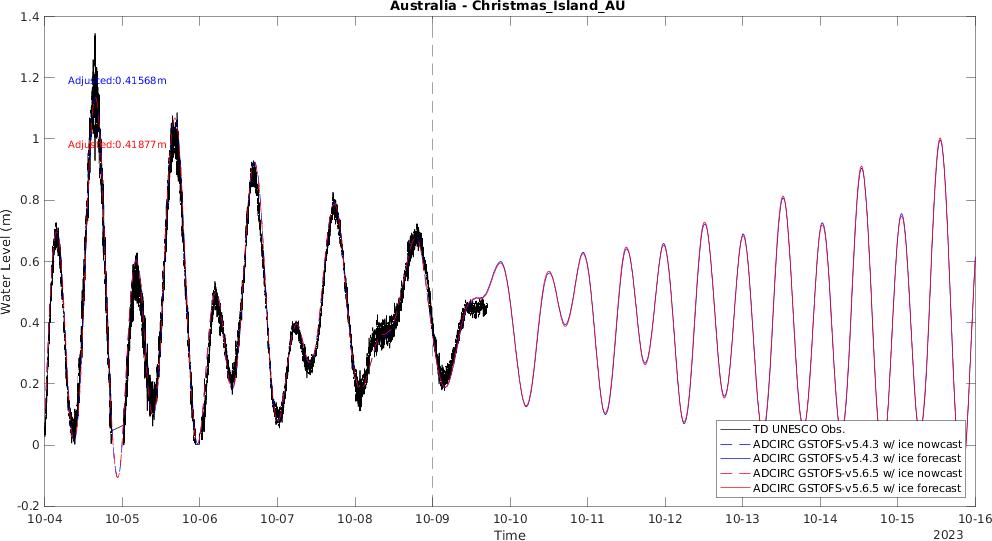 Australia - Christmas_Island_AU
1.4
1.2
1
0.8
0.6
0.4
0.2
0
-0.2
Water Level (m)
Adjusted:0.41568m
Adjusted:0.41877m
TD UNESCO Obs.
ADCIRC GSTOFS-v5.4.3 w/ ice nowcast
ADCIRC GSTOFS-v5.4.3 w/ ice forecast
ADCIRC GSTOFS-v5.6.5 w/ ice nowcast
ADCIRC GSTOFS-v5.6.5 w/ ice forecast
10-04 10-05 10-06 10-07 10-08 10-09 10-10 10-11 10-12 10-13 10-14 10-15 10-16
Time
2023